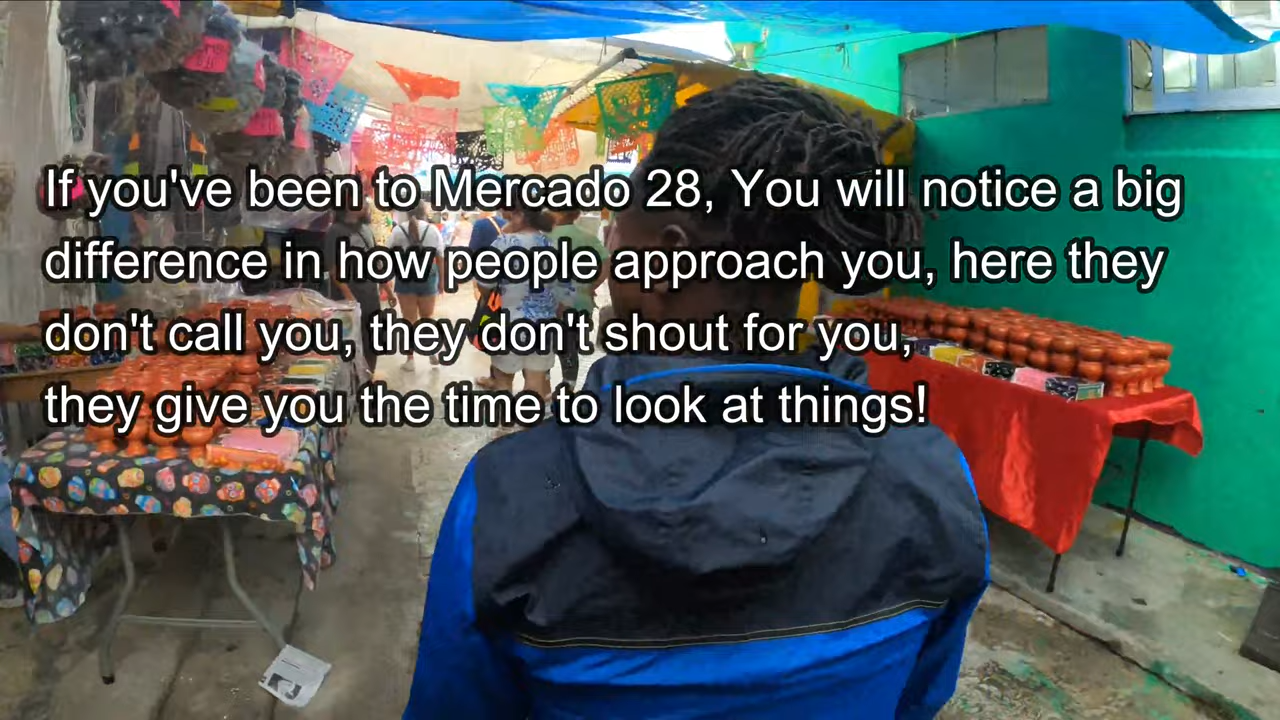 If you've been to Mercado 28, You will notice a big
difference in how people approach you, here they
don't call you, they don't shout for you,
they give you the time to look at things!